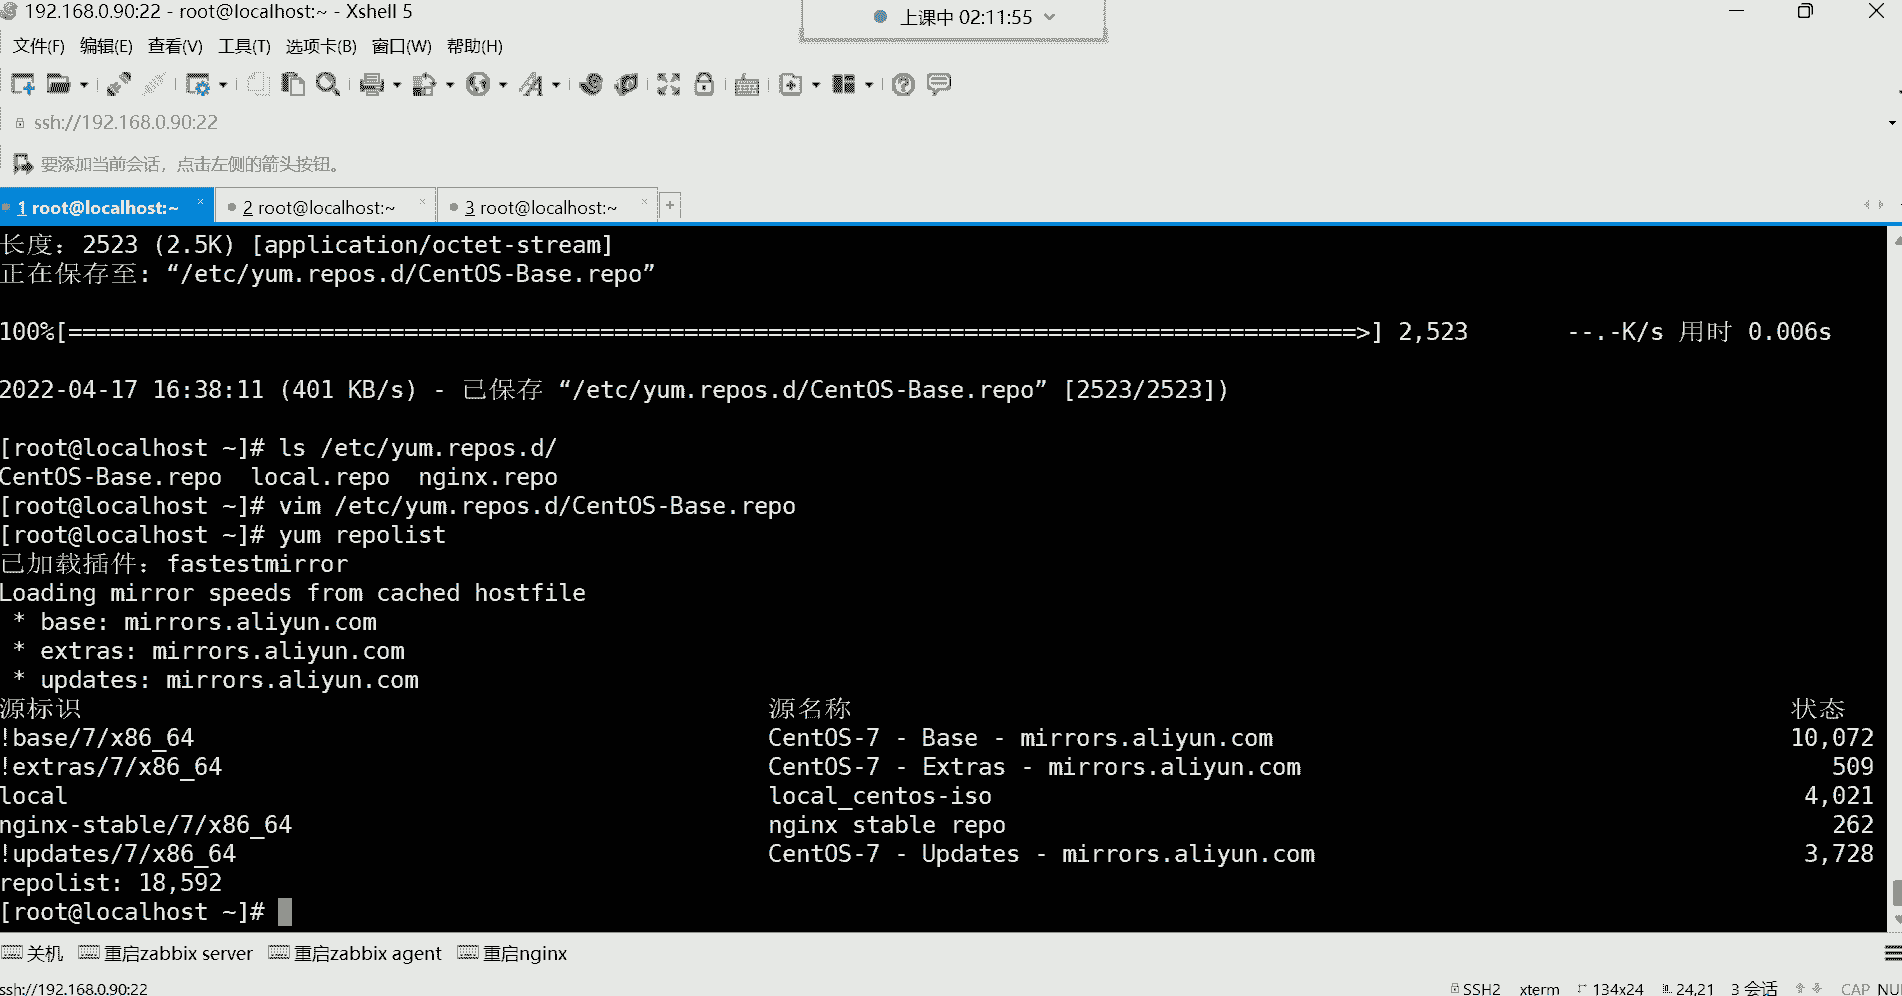 192.168.0.90:22 - root@localhost:~ - Xshell 5
上课中 02:11:55
文件(F) 编辑(E) 查看(V) 工具(T) 选项卡(B) 窗口(W) 帮助(H)
ssh://192.168.0.90:22
要添加当前会话，点击左侧的箭头按钮。
1 root@localhost:~ × 2 root@localhost:~ × 3 root@localhost:~ × +
长度：2523 (2.5K) [application/octet-stream]
正在保存至: “/etc/yum.repos.d/CentOS-Base.repo”
100%[============================================================================================>] 2,523 --.-K/s 用时 0.006s
2022-04-17 16:38:11 (401 KB/s) - 已保存 “/etc/yum.repos.d/CentOS-Base.repo” [2523/2523])
[root@localhost ~]# ls /etc/yum.repos.d/
CentOS-Base.repo local.repo nginx.repo
[root@localhost ~]# vim /etc/yum.repos.d/CentOS-Base.repo
[root@localhost ~]# yum repolist
已加载插件：fastestmirror
Loading mirror speeds from cached hostfile
* base: mirrors.aliyun.com
* extras: mirrors.aliyun.com
* updates: mirrors.aliyun.com
源标识 源名称 状态
!base/7/x86_64 CentOS-7 - Base - mirrors.aliyun.com 10,072
!extras/7/x86_64 CentOS-7 - Extras - mirrors.aliyun.com 509
local local_centos-iso 4,021
nginx-stable/7/x86_64 nginx stable repo 262
!updates/7/x86_64 CentOS-7 - Updates - mirrors.aliyun.com 3,728
repolist: 18,592
[root@localhost ~]#
关机 重启zabbix server 重启zabbix agent 重启nginx
ssh://192.168.0.90:22 SSH2 xterm 134x24 24,21 3 会话 CAP NU